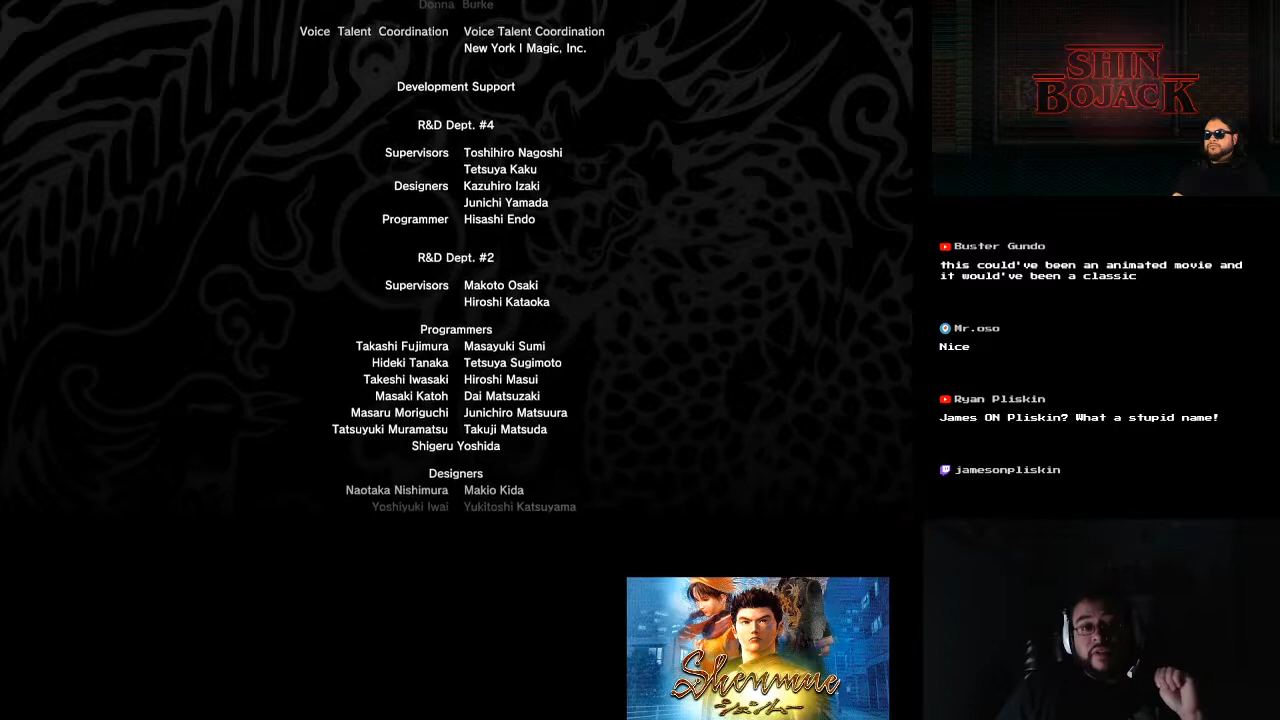 Donna Burke
Voice Talent Coordination Voice Talent Coordination
New York I Magic, Inc.
Development Support
R&D Dept. #4
Supervisors Toshihiro Nagoshi
Tetsuya Kaku
Designers Kazuhiro Izaki
Junichi Yamada
Programmer Hisashi Endo
R&D Dept. #2
Supervisors Makoto Osaki
Hiroshi Kataoka
Programmers
Takashi Fujimura Masayuki Sumi
Hideki Tanaka Tetsuya Sugimoto
Takeshi Iwasaki Hiroshi Masui
Masaki Katoh Dai Matsuzaki
Masaru Moriguchi Junichiro Matsuura
Tatsuyuki Muramatsu Takuji Matsuda
Shigeru Yoshida
Designers
Naotaka Nishimura Makio Kida
Yoshiyuki Iwai Yukitoshi Katsuyama
Shenmue
シェンムー
SHIN
BOJACK
Buster Gundo
this could've been an animated movie and
it would've been a classic
Mr.oso
Nice
Ryan Pliskin
James ON Pliskin? What a stupid name!
jamesonpliskin